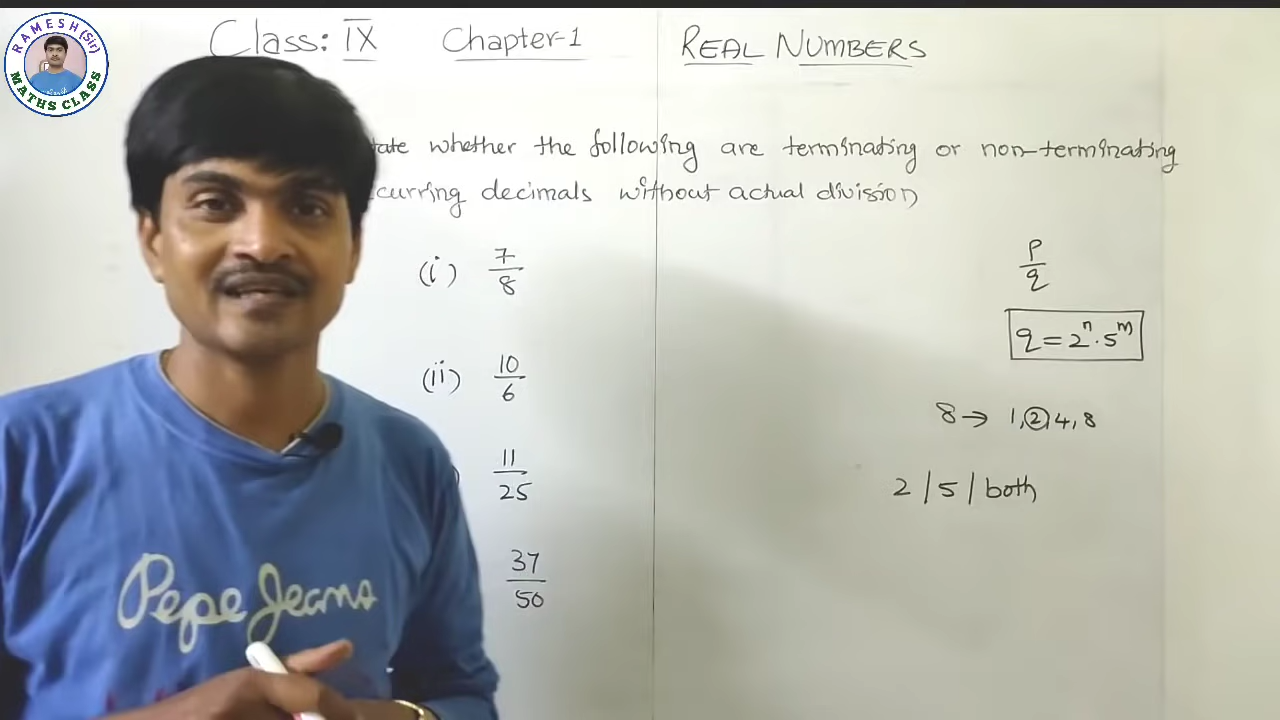 RAMESH (Sir)
MATHS CLASS
Class: IX Chapter-1 REAL NUMBERS
whether the following are terminating or non-terminating
decimals without actual division
(i) 7/8
(ii) 10/6
11/25
37/50
p/q
q = 2^n · 5^m
8 → 1, 2, 4, 8
2 / 5 / both
Pepe Jeans